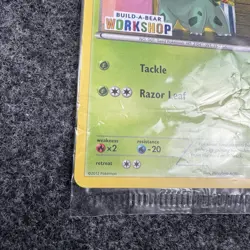 BUILD-A-BEAR
WORKSHOP
Tackle
Razor Leaf
weakness
resistance
×2
-20
retreat